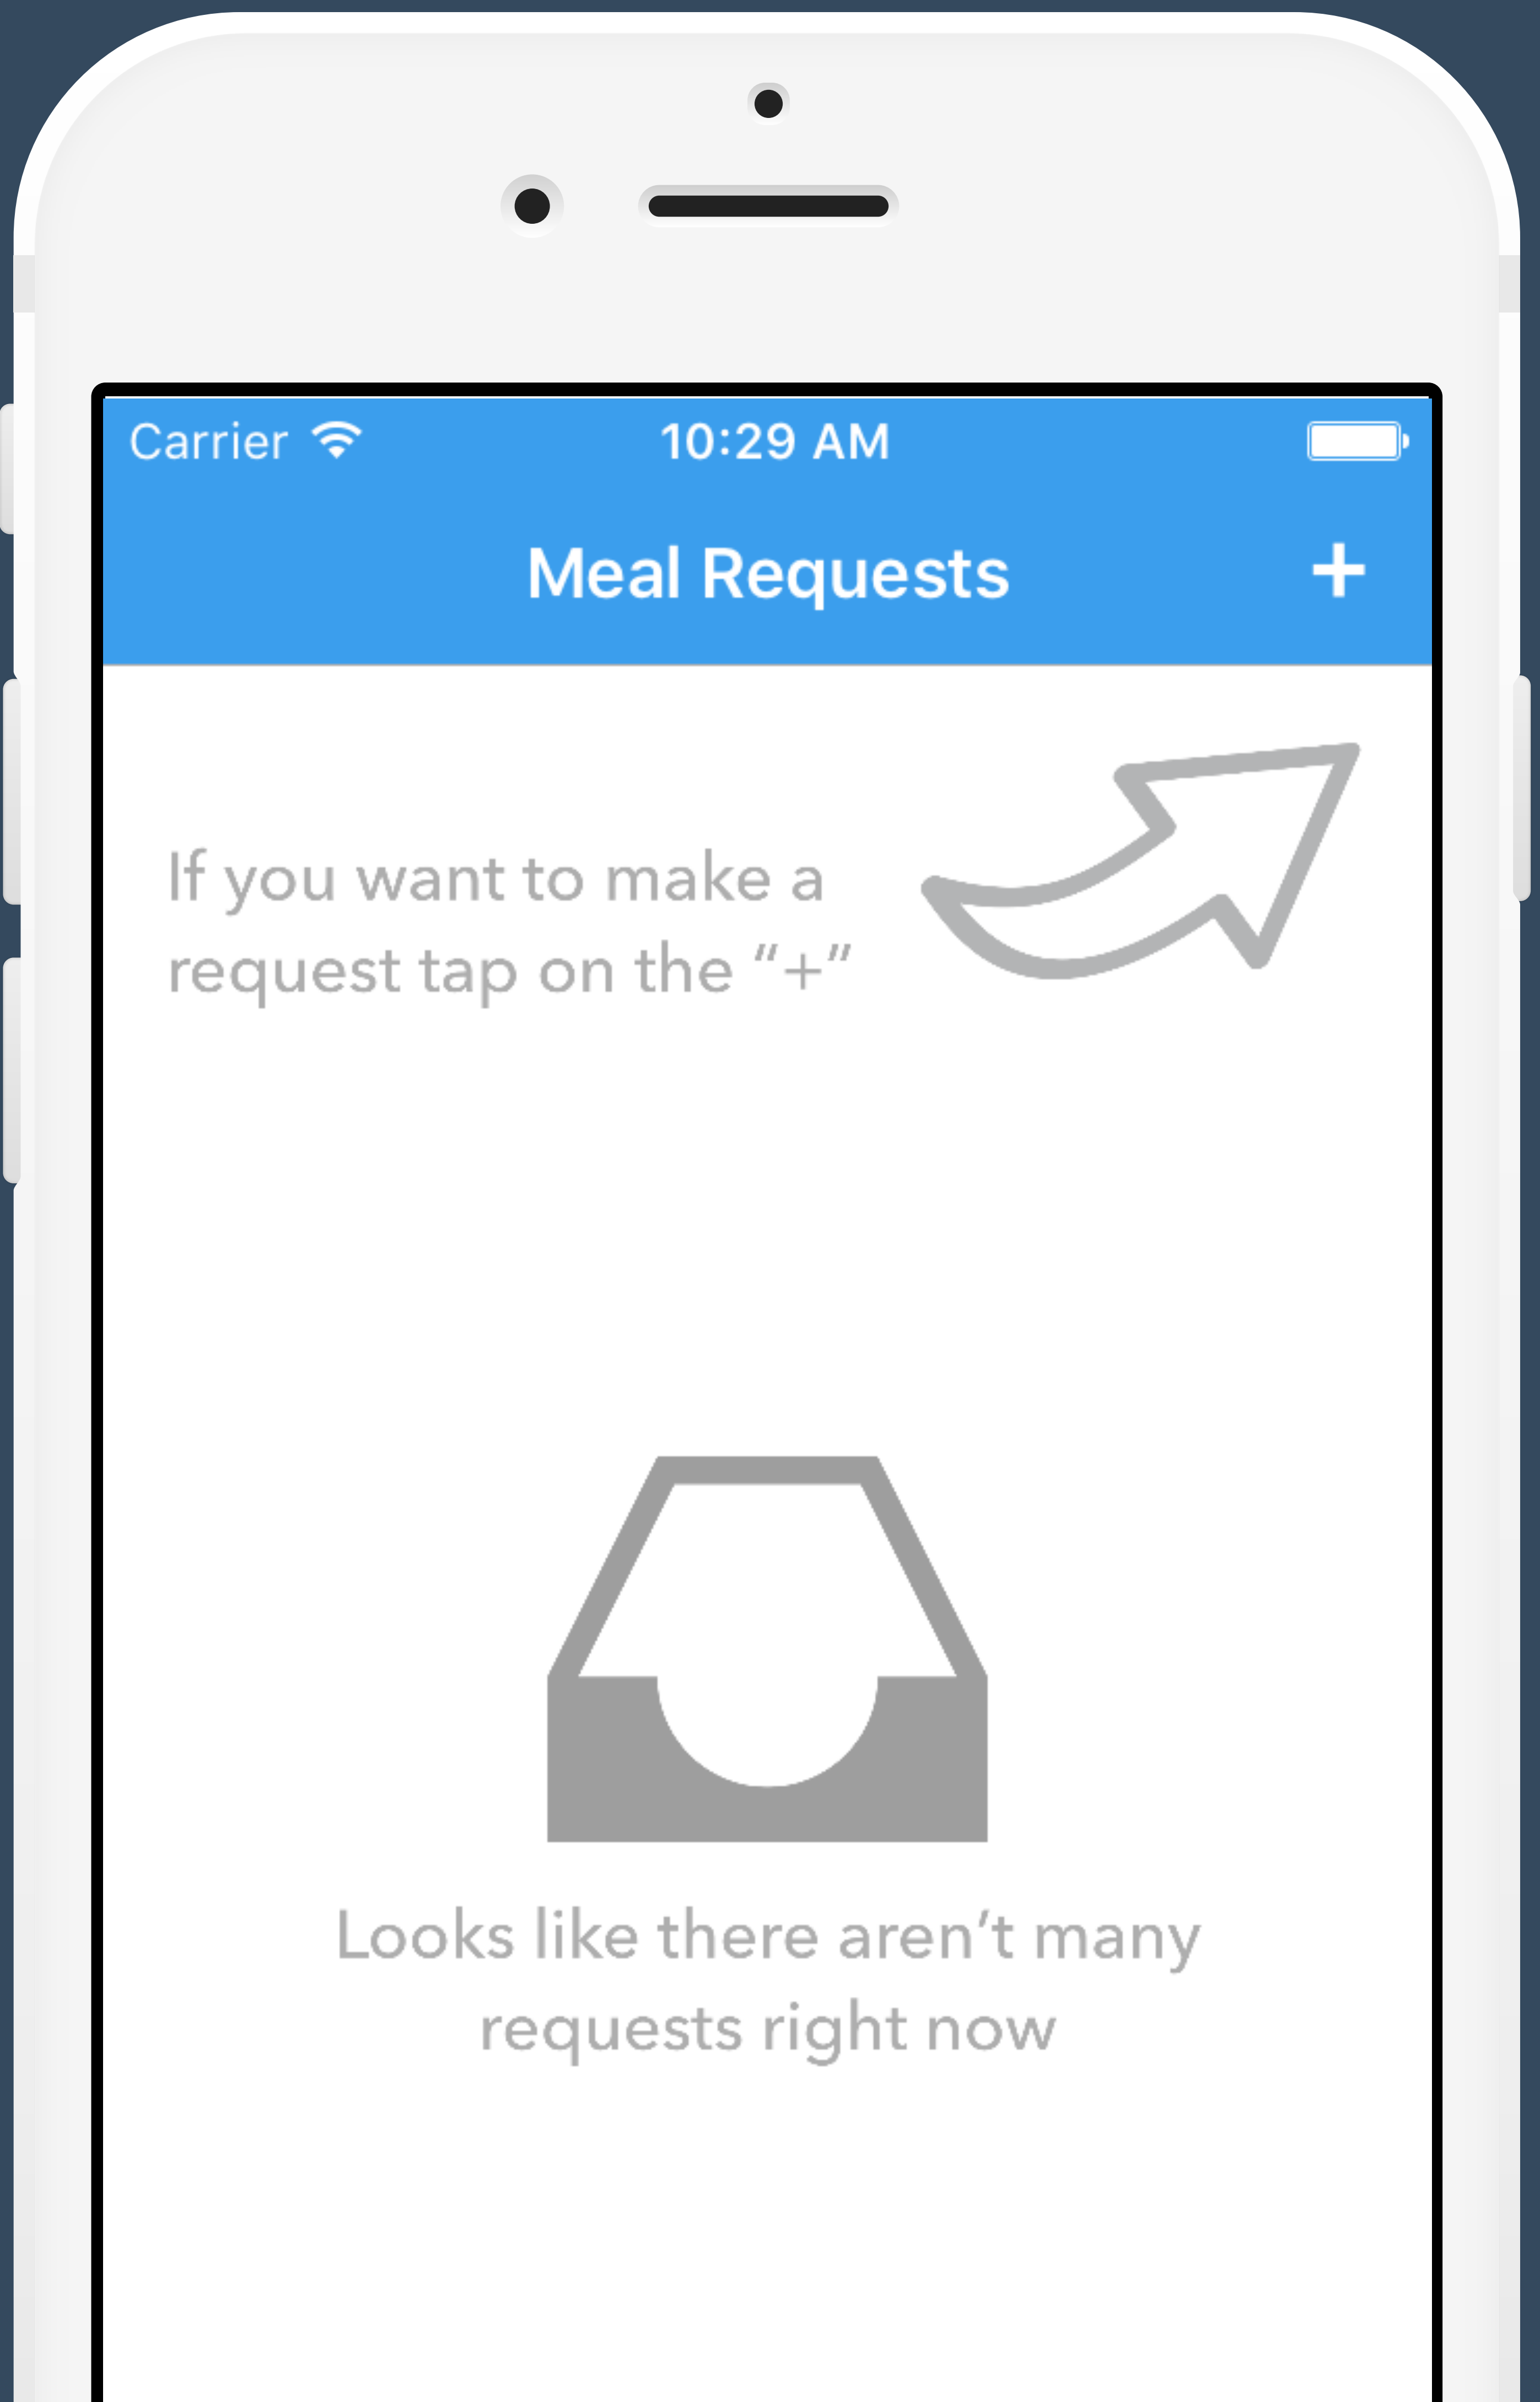 Carrier 10:29 AM
Meal Requests +
If you want to make a
request tap on the “+”
Looks like there aren’t many
requests right now